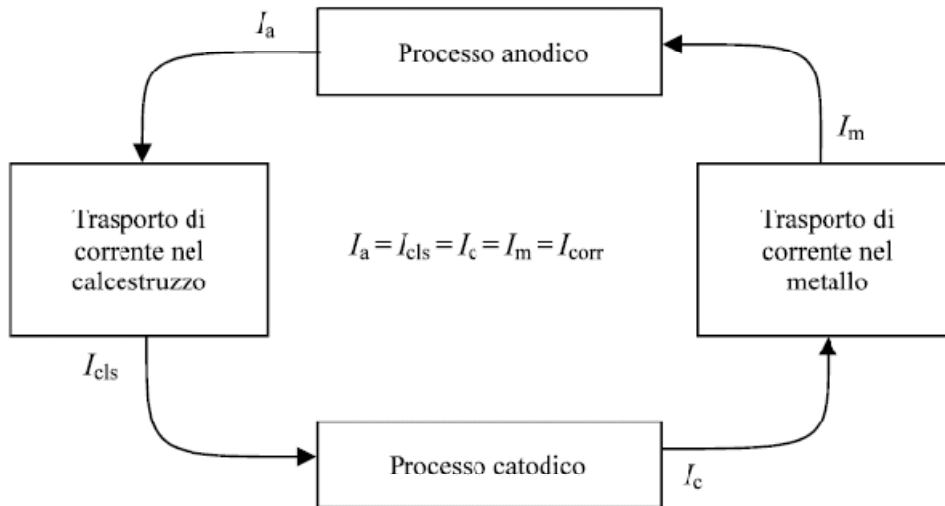 I_a
Processo anodico
I_m
Trasporto di
corrente nel
calcestruzzo
I_a = I_cls = I_c = I_m = I_corr
Trasporto di
corrente nel
metallo
I_cls
Processo catodico
I_c